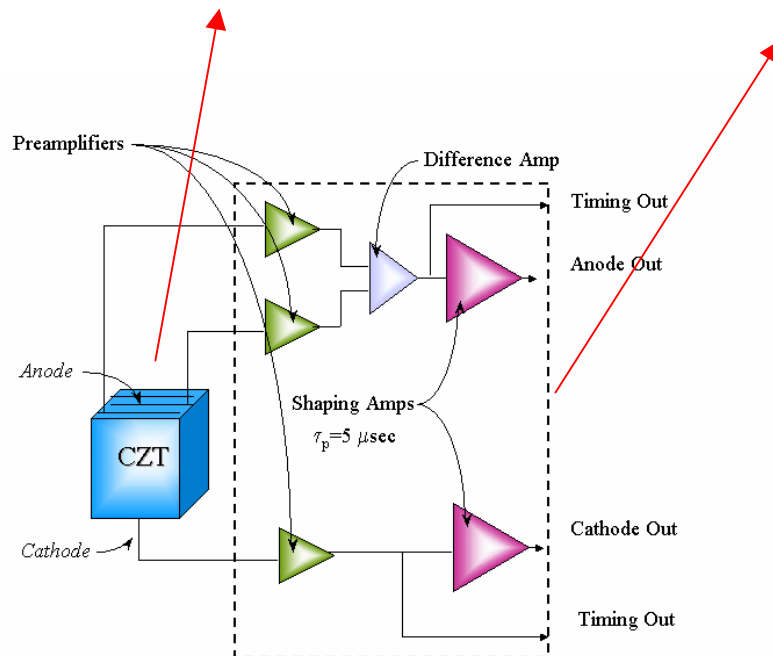 Preamplifiers
Difference Amp
Timing Out
Anode Out
Anode
Shaping Amps
τp=5 μsec
CZT
Cathode Out
Cathode
Timing Out